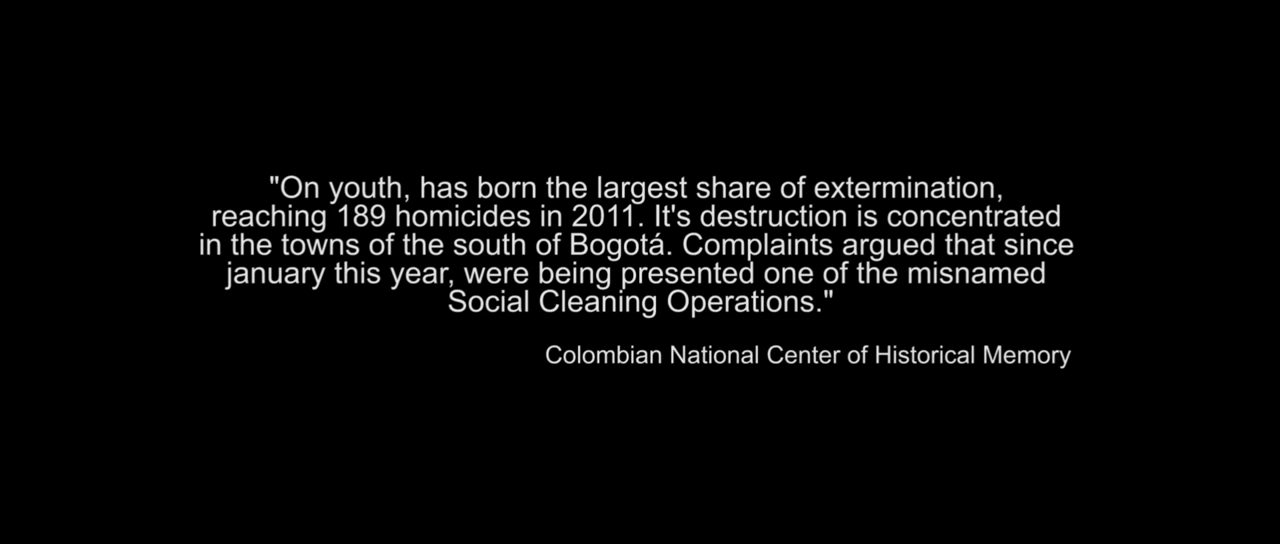 "On youth, has born the largest share of extermination,
reaching 189 homicides in 2011. It's destruction is concentrated
in the towns of the south of Bogotá. Complaints argued that since
january this year, were being presented one of the misnamed
Social Cleaning Operations."
Colombian National Center of Historical Memory